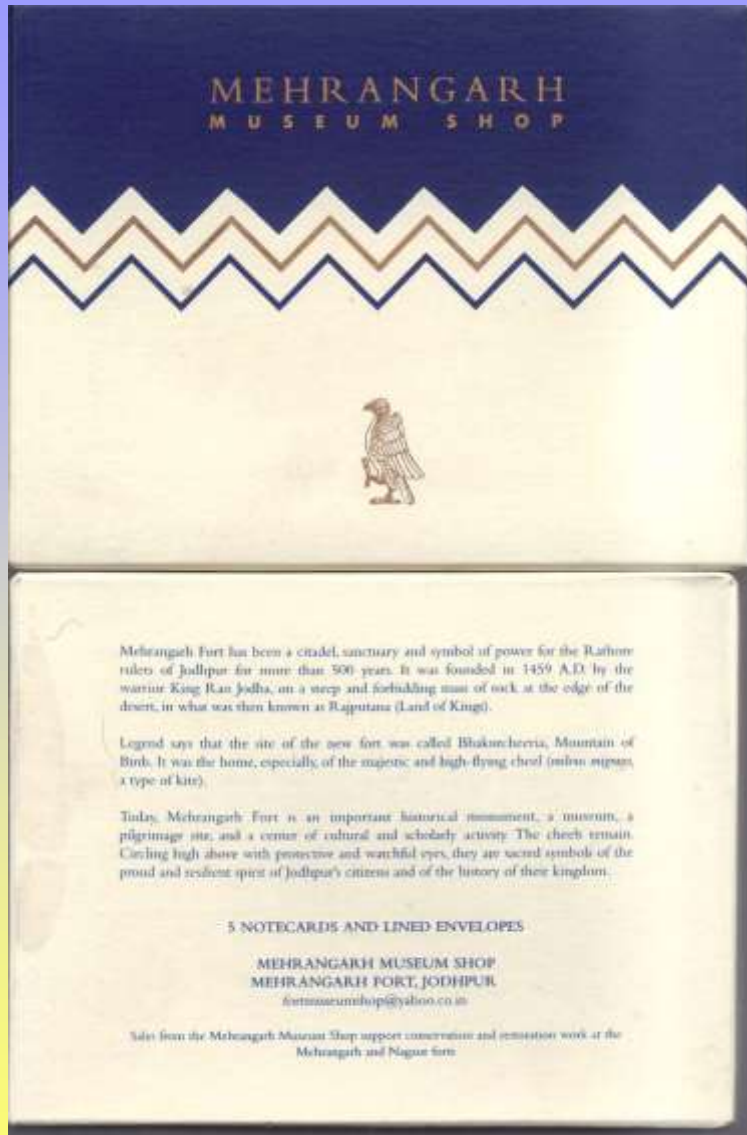 MEHRANGARH
MUSEUM SHOP
Mehrangarh Fort has been a citadel, sanctuary and symbol of power for the Rathore
rulers of Jodhpur for more than 500 years. It was founded in 1459 A.D. by the
warrior King Rao Jodha, on a steep and forbidding mass of rock at the edge of the
desert, in what was then known as Rajputana (Land of Kings).
Legend says that the site of the new fort was called Bhakurcheeria, Mountain of
Birds. It was the home, especially, of the majestic and high-flying cheel (milvus migrans,
a type of kite).
Today, Mehrangarh Fort is an important historical monument, a museum, a
pilgrimage site, and a center of cultural and scholarly activity. The cheels remain.
Circling high above with protective and watchful eyes, they are sacred symbols of the
proud and resilient spirit of Jodhpur's citizens and of the history of their kingdom.
5 NOTECARDS AND LINED ENVELOPES
MEHRANGARH MUSEUM SHOP
MEHRANGARH FORT, JODHPUR
fortmuseumshop@yahoo.co.in
Sales from the Mehrangarh Museum Shop support conservation and restoration work at the
Mehrangarh and Nagaur forts